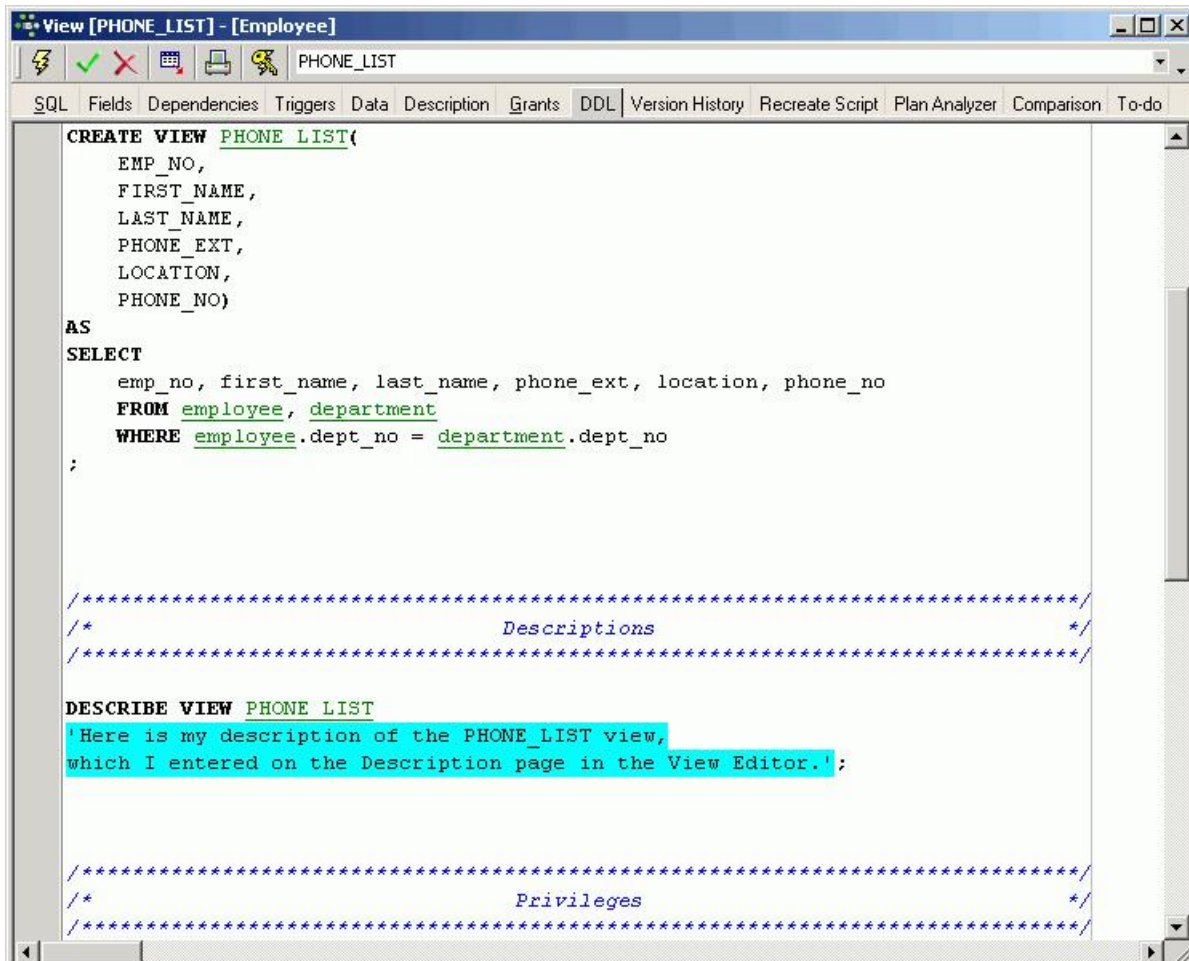 View [PHONE_LIST] - [Employee]
PHONE_LIST
SQL Fields Dependencies Triggers Data Description Grants DDL Version History Recreate Script Plan Analyzer Comparison To-do
CREATE VIEW PHONE_LIST(
    EMP_NO,
    FIRST_NAME,
    LAST_NAME,
    PHONE_EXT,
    LOCATION,
    PHONE_NO)
AS
SELECT
    emp_no, first_name, last_name, phone_ext, location, phone_no
    FROM employee, department
    WHERE employee.dept_no = department.dept_no
;
/******************************************************************************/
/*                                  Descriptions                                */
/******************************************************************************/
DESCRIBE VIEW PHONE_LIST
'Here is my description of the PHONE_LIST view,
which I entered on the Description page in the View Editor.';
/******************************************************************************/
/*                                   Privileges                                 */
/******************************************************************************/